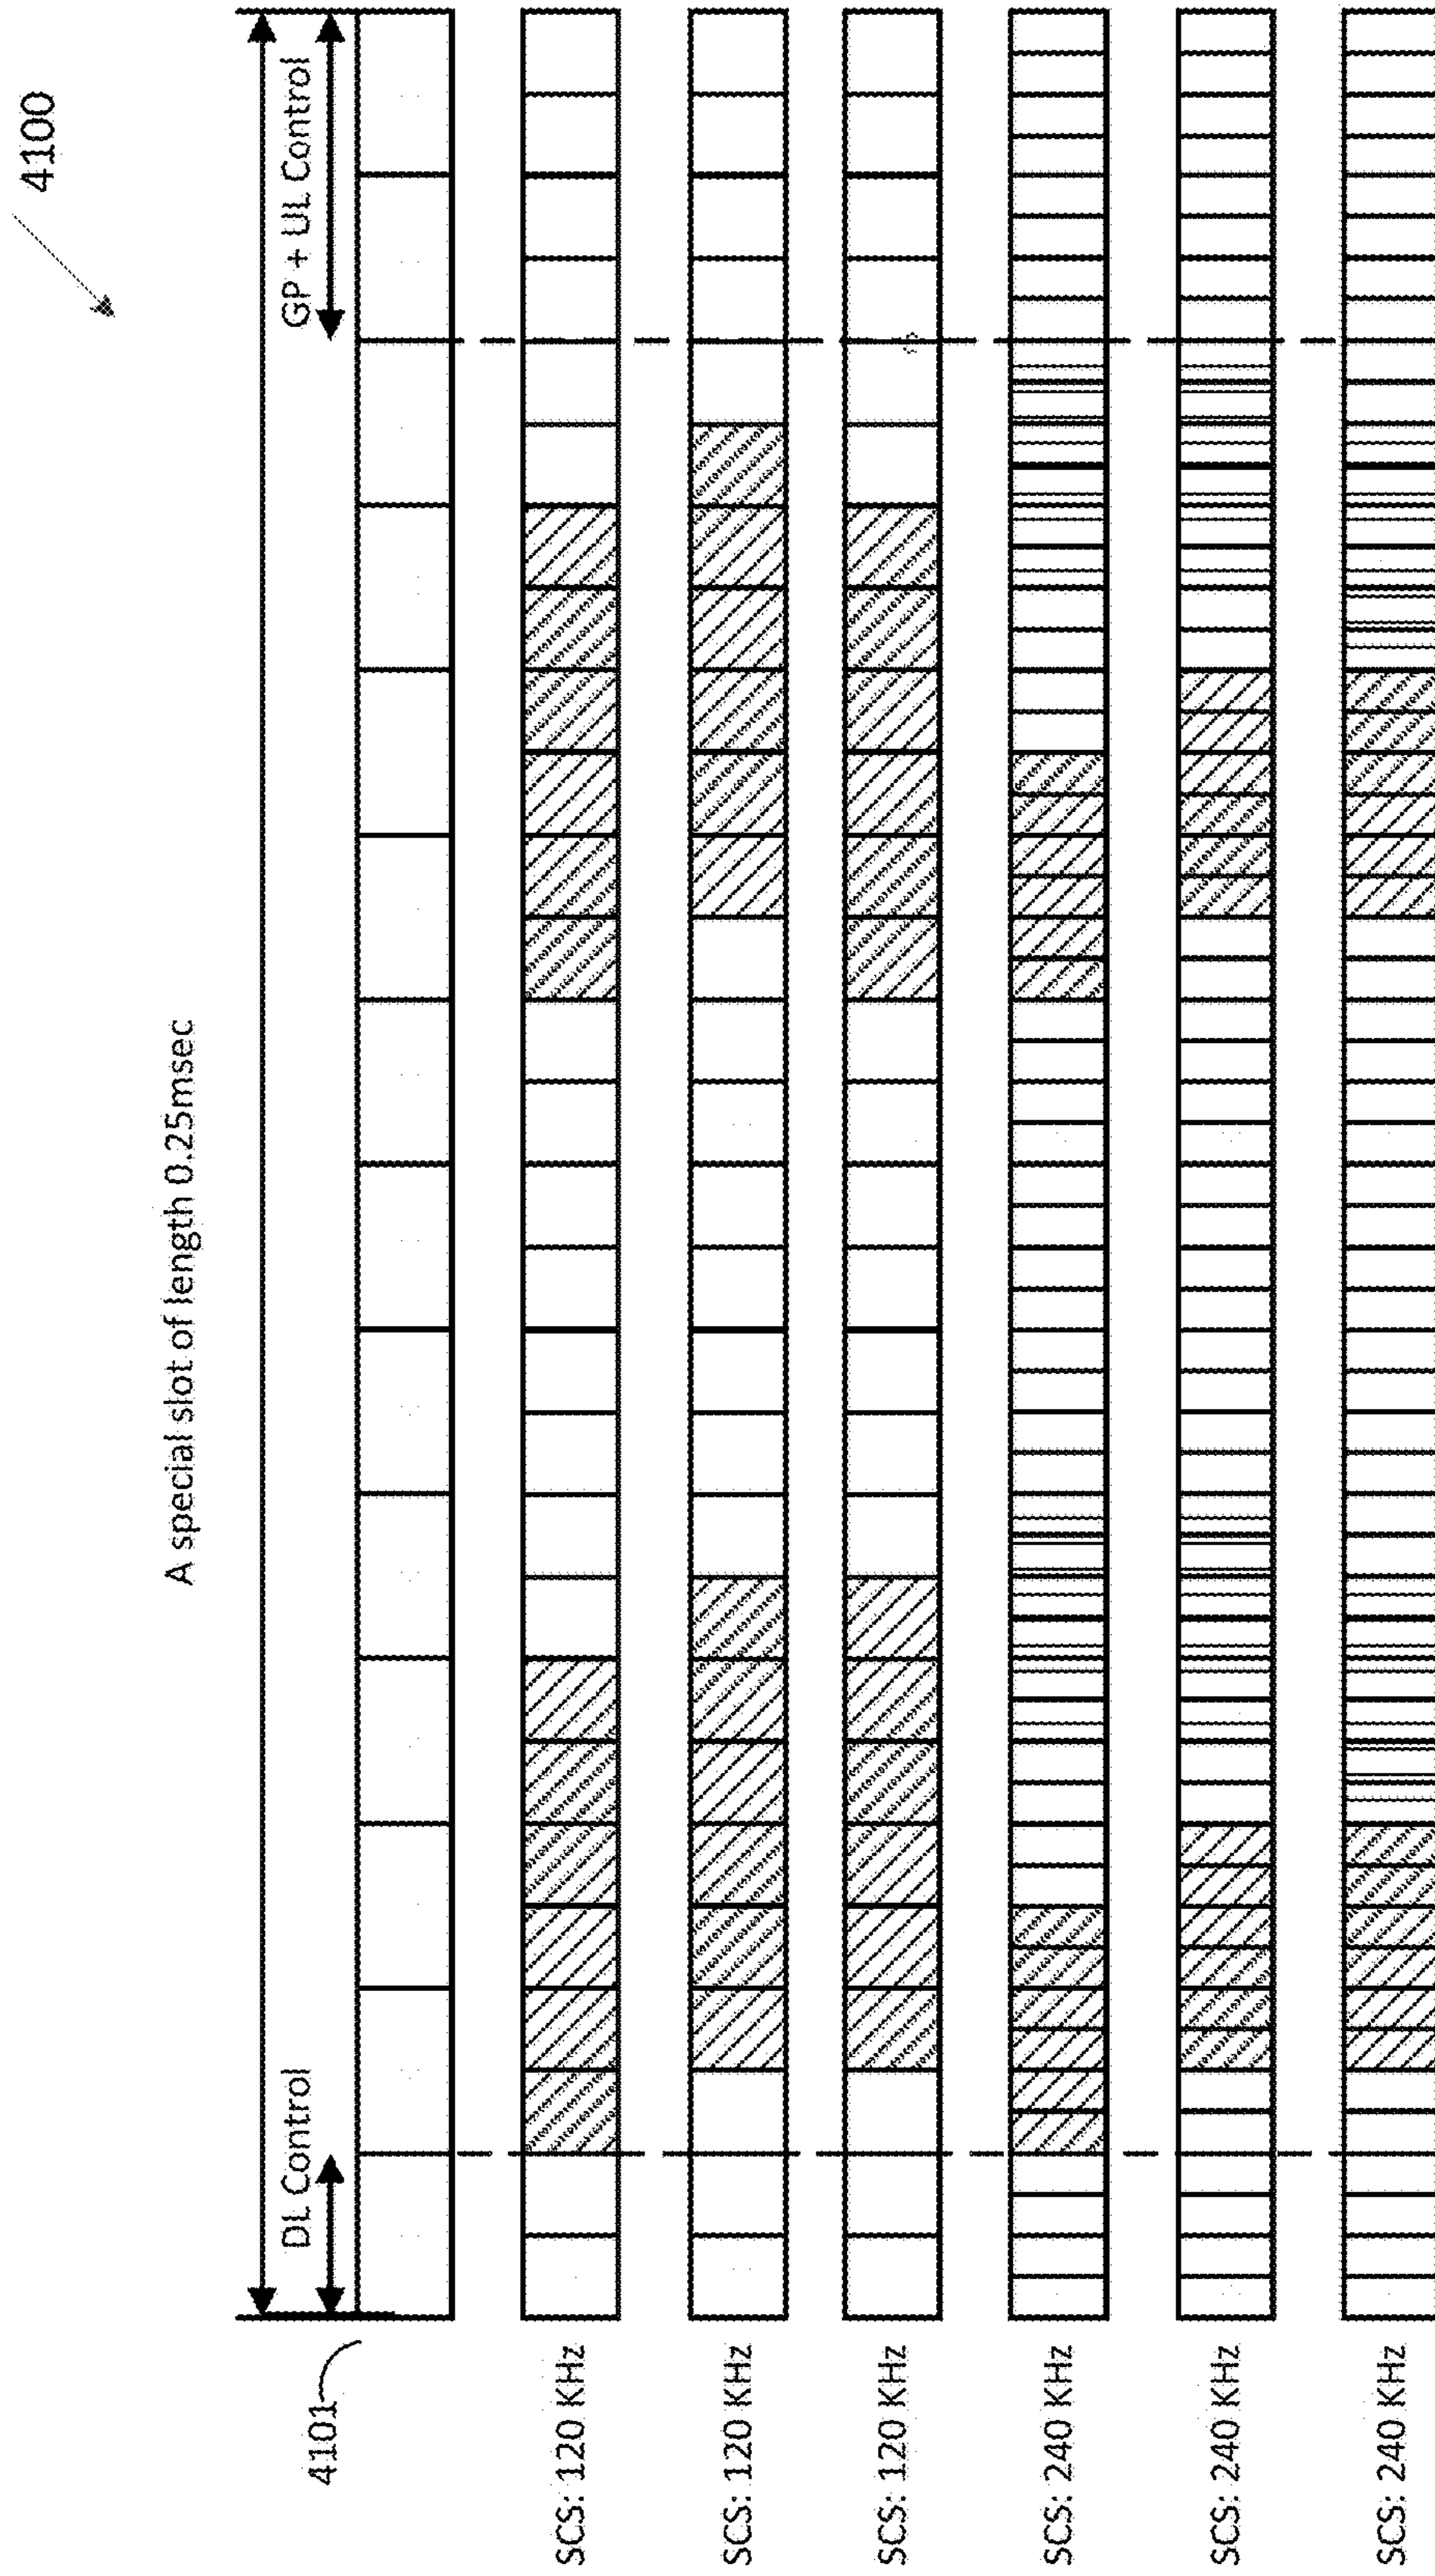 4100
A special slot of length 0.25msec
DL Control
GP + UL Control
4101
SCS: 120 KHz
SCS: 120 KHz
SCS: 120 KHz
SCS: 240 KHz
SCS: 240 KHz
SCS: 240 KHz